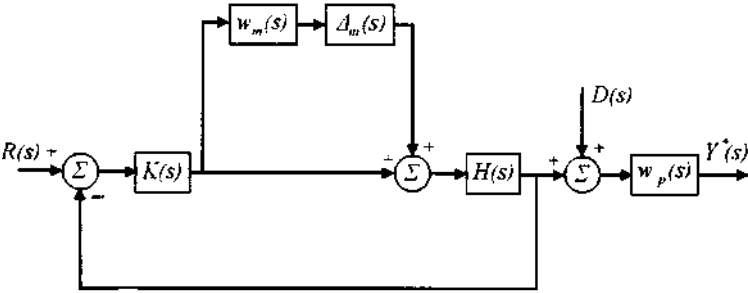 w_m(s)
Δ_m(s)
D(s)
R(s) +
Σ
−
K(s)
+
+
Σ
H(s)
+
+
Σ
w_p(s)
Y*(s)